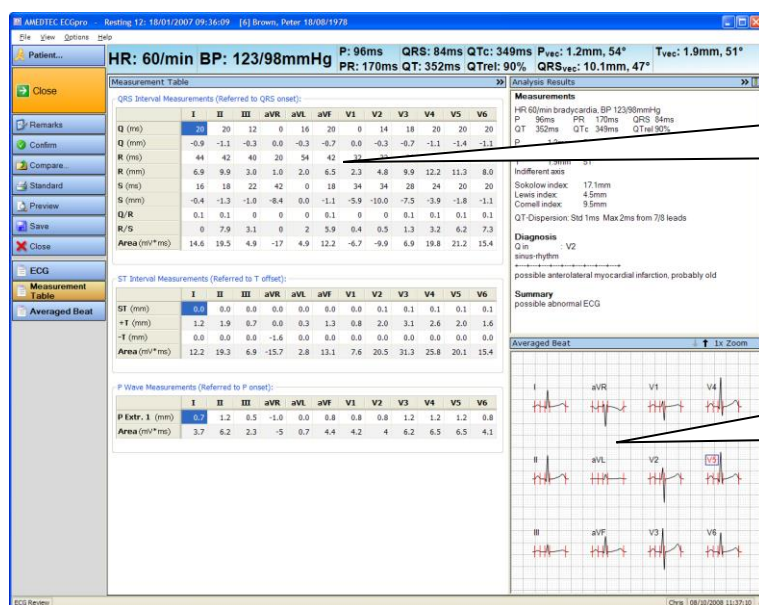 AMEDTEC ECGpro - Resting 12: 18/01/2007 09:36:09 [6] Brown, Peter 18/08/1978
File View Options Help
Patient...
HR: 60/min BP: 123/98mmHg P: 96ms QRS: 84ms QTc: 349ms Pvec: 1.2mm, 54° Tvec: 1.9mm, 51°
PR: 170ms QT: 352ms QTrel: 90% QRSvec: 10.1mm, 47°
Close
Remarks
Confirm
Compare...
Standard
Preview
Save
Close
ECG
Measurement
Table
Averaged Beat
Measurement Table
QRS Interval Measurements (Referred to QRS onset):
I II III aVR aVL aVF V1 V2 V3 V4 V5 V6
Q (ms) 20 20 12 0 16 20 0 14 18 20 20 20
Q (mm) -0.9 -1.1 -0.3 0.0 -0.3 -0.7 0.0 -0.3 -0.7 -1.1 -1.4 -1.1
R (ms) 44 42 40 20 54 42 32
R (mm) 6.9 9.9 3.0 1.0 2.0 6.5 2.3 4.8 9.9 12.2 11.3 8.0
S (ms) 16 18 22 42 0 18 34 34 28 24 20 20
S (mm) -0.4 -1.3 -1.0 -8.4 0.0 -1.1 -5.9 -10.0 -7.5 -3.9 -1.8 -1.1
Q/R 0.1 0.1 0 0 0 0.1 0 0 0.1 0.1 0.1 0.1
R/S 0 7.9 3.1 0 2 5.9 0.4 0.5 1.3 3.2 6.2 7.3
Area (mV*ms) 14.6 19.5 4.9 -17 4.9 12.2 -6.7 -9.9 6.9 19.8 21.2 15.4
ST Interval Measurements (Referred to T offset):
I II III aVR aVL aVF V1 V2 V3 V4 V5 V6
ST (mm) 0.0 0.0 0.0 0.0 0.0 0.0 0.0 0.1 0.1 0.1 0.1 0.1
+T (mm) 1.2 1.9 0.7 0.0 0.3 1.3 0.8 2.0 3.1 2.6 2.0 1.6
-T (mm) 0.0 0.0 0.0 -1.6 0.0 0.0 0.0 0.0 0.0 0.0 0.0 0.0
Area (mV*ms) 12.2 19.3 6.9 -15.7 2.8 13.1 7.6 20.5 31.3 25.8 20.1 15.4
P Wave Measurements (Referred to P onset):
I II III aVR aVL aVF V1 V2 V3 V4 V5 V6
P Extr. 1 (mm) 0.7 1.2 0.5 -1.0 0.0 0.8 0.8 0.8 1.2 1.2 1.2 0.8
Area (mV*ms) 3.7 6.2 2.3 -5 0.7 4.4 4.2 4 6.2 6.5 6.5 4.1
Analysis Results
Measurements
HR 60/min bradycardia, BP 123/98mmHg
P 96ms PR 170ms QRS 84ms
QT 352ms QTc 349ms QTrel 90%
Indifferent axis
Sokolow index: 17.1mm
Lewis index: 4.5mm
Cornell index: 9.5mm
QT-Dispersion: Std 1ms Max 2ms from 7/8 leads
Diagnosis
Q in : V2
sinus-rhythm
possible anterolateral myocardial infarction, probably old
Summary
possible abnormal ECG
Averaged Beat 1x Zoom
I aVR V1 V4
II aVL V2 V5
III aVF V3 V6
ECG Review Chris 08/10/2008 11:37:10